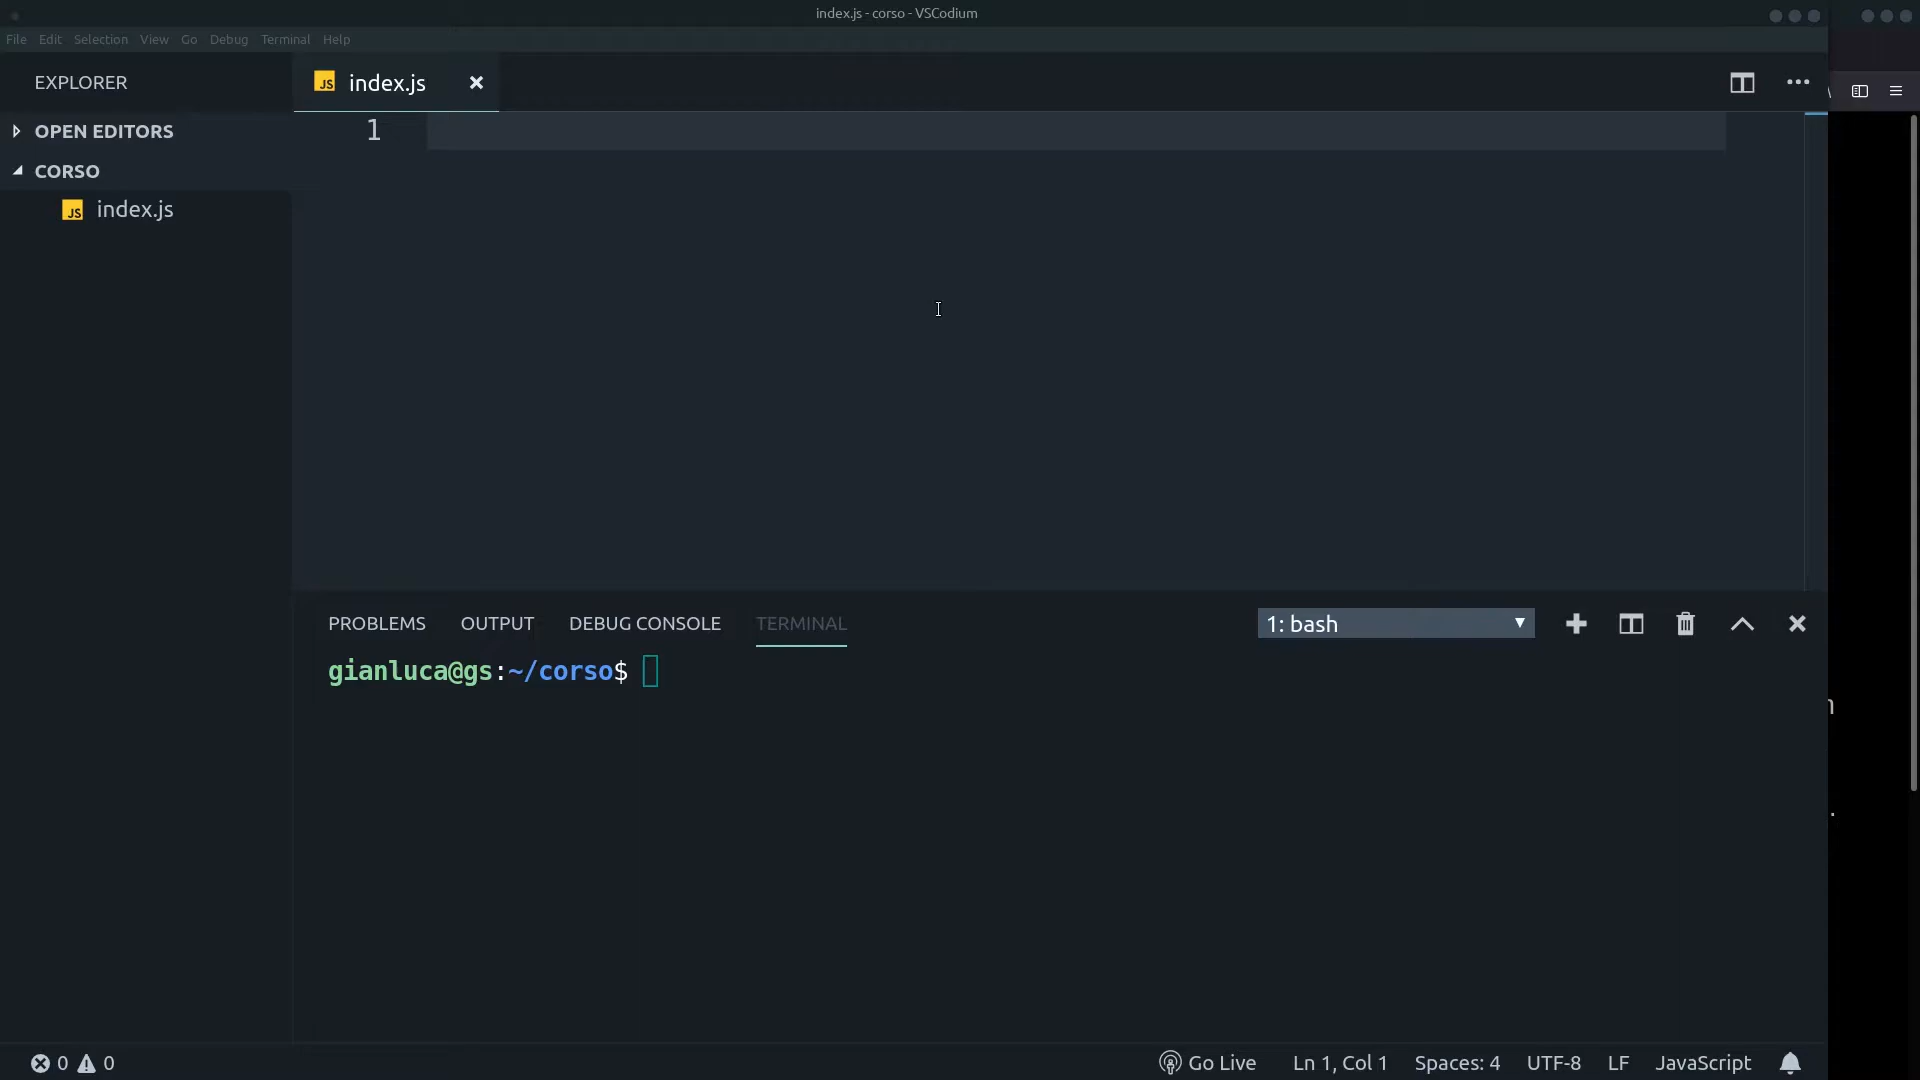 index.js - corso - VSCodium
File Edit Selection View Go Debug Terminal Help
EXPLORER
JS index.js
OPEN EDITORS
CORSO
JS index.js
1
PROBLEMS OUTPUT DEBUG CONSOLE TERMINAL
1: bash
gianluca@gs:~/corso$
0 0
Go Live Ln 1, Col 1 Spaces: 4 UTF-8 LF JavaScript